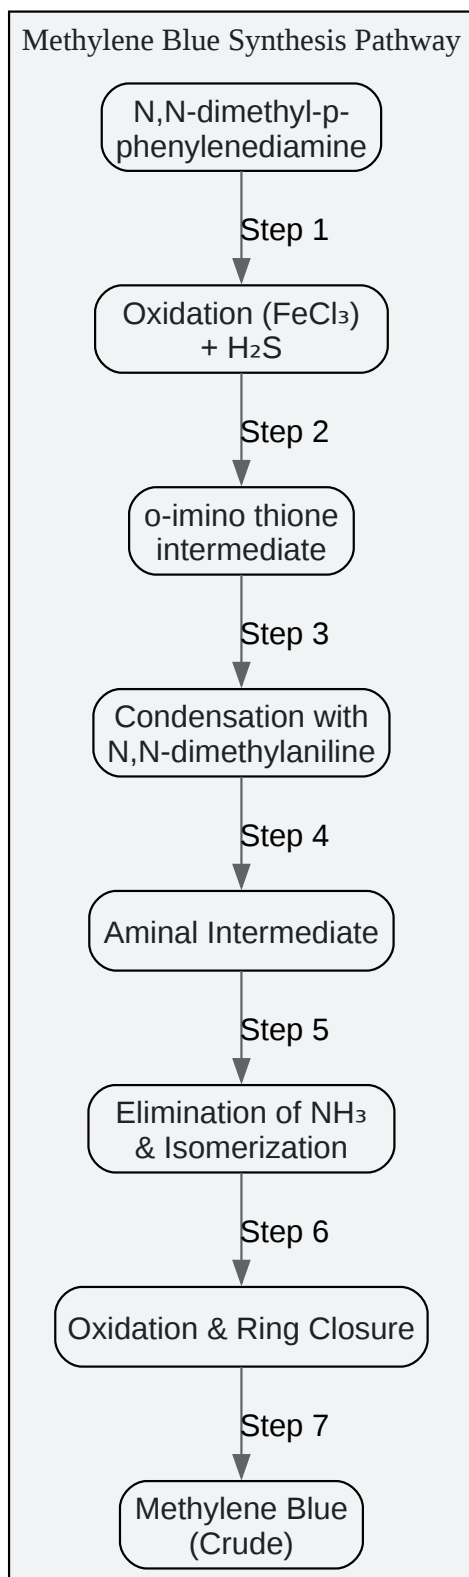 Methylene Blue Synthesis Pathway
N,N-dimethyl-p-
phenylenediamine
Step 1
Oxidation (FeCl₃)
+ H₂S
Step 2
o-imino thione
intermediate
Step 3
Condensation with
N,N-dimethylaniline
Step 4
Aminal Intermediate
Step 5
Elimination of NH₃
& Isomerization
Step 6
Oxidation & Ring Closure
Step 7
Methylene Blue
(Crude)